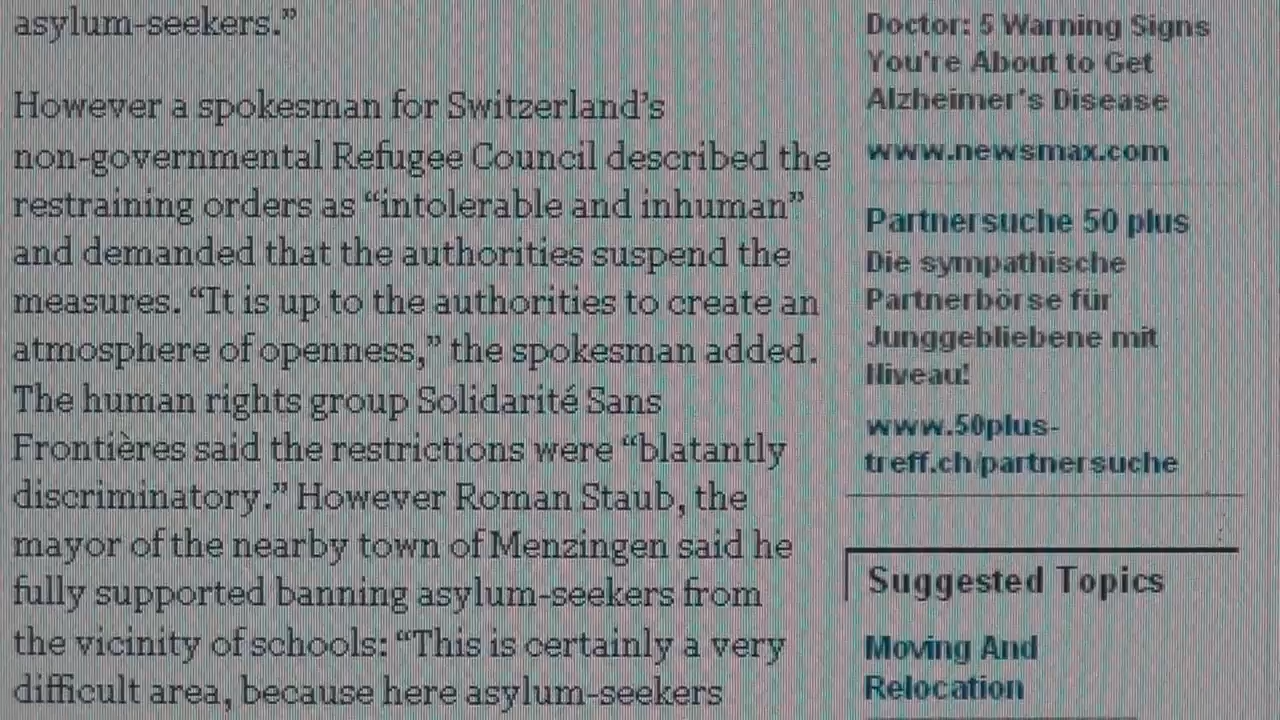 asylum-seekers.”
However a spokesman for Switzerland’s
non-governmental Refugee Council described the
restraining orders as “intolerable and inhuman”
and demanded that the authorities suspend the
measures. “It is up to the authorities to create an
atmosphere of openness,” the spokesman added.
The human rights group Solidarité Sans
Frontières said the restrictions were “blatantly
discriminatory.” However Roman Staub, the
mayor of the nearby town of Menzingen said he
fully supported banning asylum-seekers from
the vicinity of schools: “This is certainly a very
difficult area, because here asylum-seekers
Doctor: 5 Warning Signs
You're About to Get
Alzheimer's Disease
www.newsmax.com
Partnersuche 50 plus
Die sympathische
Partnerbörse für
Junggebliebene mit
Niveau!
www.50plus-
treff.ch/partnersuche
Suggested Topics
Moving And
Relocation